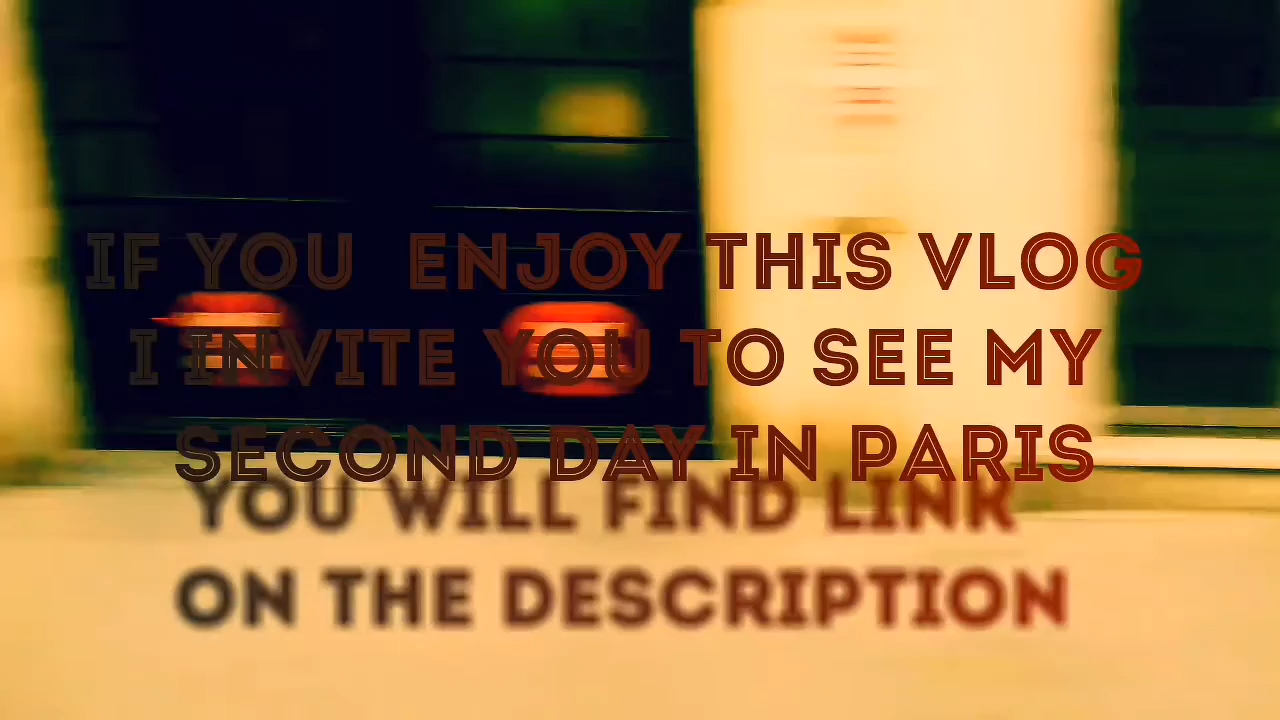 IF YOU ENJOY THIS VLOG
I INVITE YOU TO SEE MY
SECOND DAY IN PARIS
YOU WILL FIND LINK
ON THE DESCRIPTION